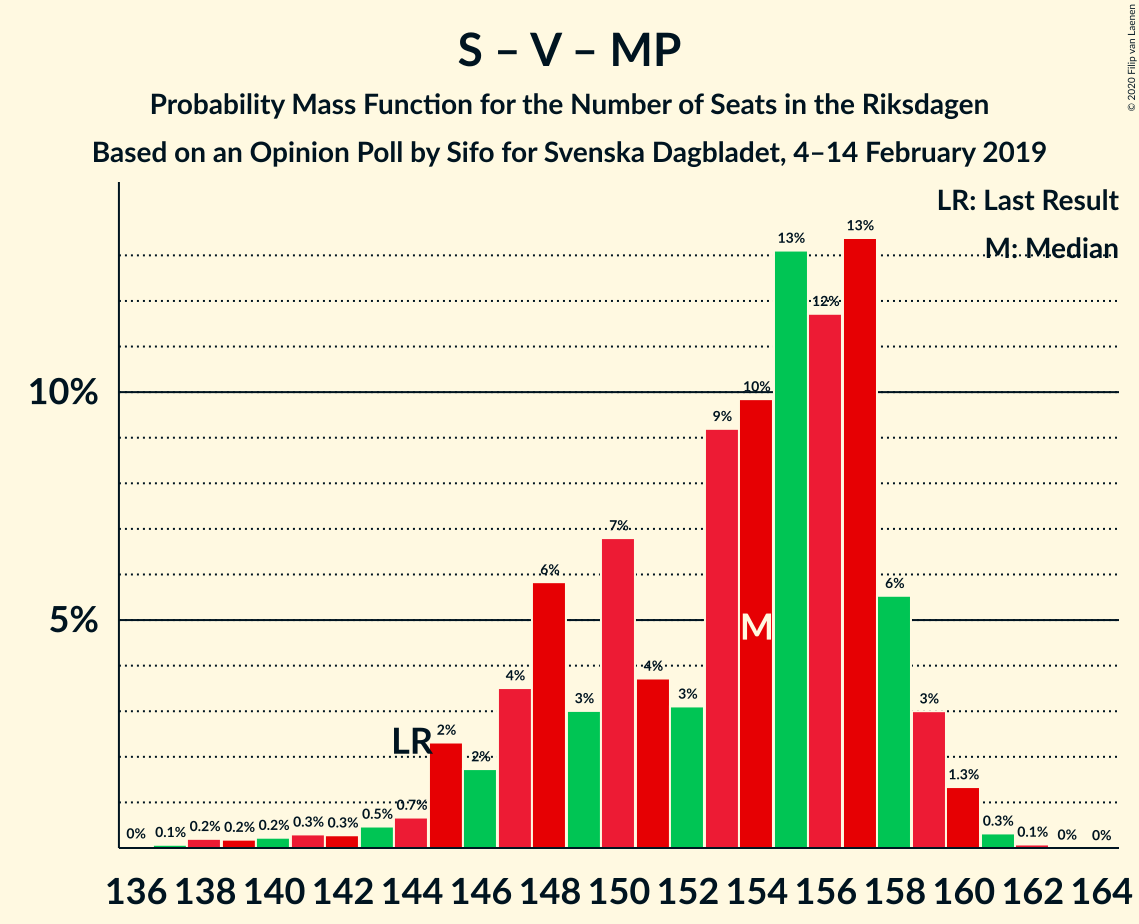 S – V – MP
Probability Mass Function for the Number of Seats in the Riksdagen
Based on an Opinion Poll by Sifo for Svenska Dagbladet, 4–14 February 2019
© 2020 Filip van Laenen
LR: Last Result
M: Median
10%
5%
0% 0.1% 0.2% 0.2% 0.2% 0.3% 0.3% 0.5% 0.7% 2% 2% 4% 6% 3% 7% 4% 3% 9% 10% 13% 12% 13% 6% 3% 1.3% 0.3% 0.1% 0% 0%
LR
M
136 138 140 142 144 146 148 150 152 154 156 158 160 162 164